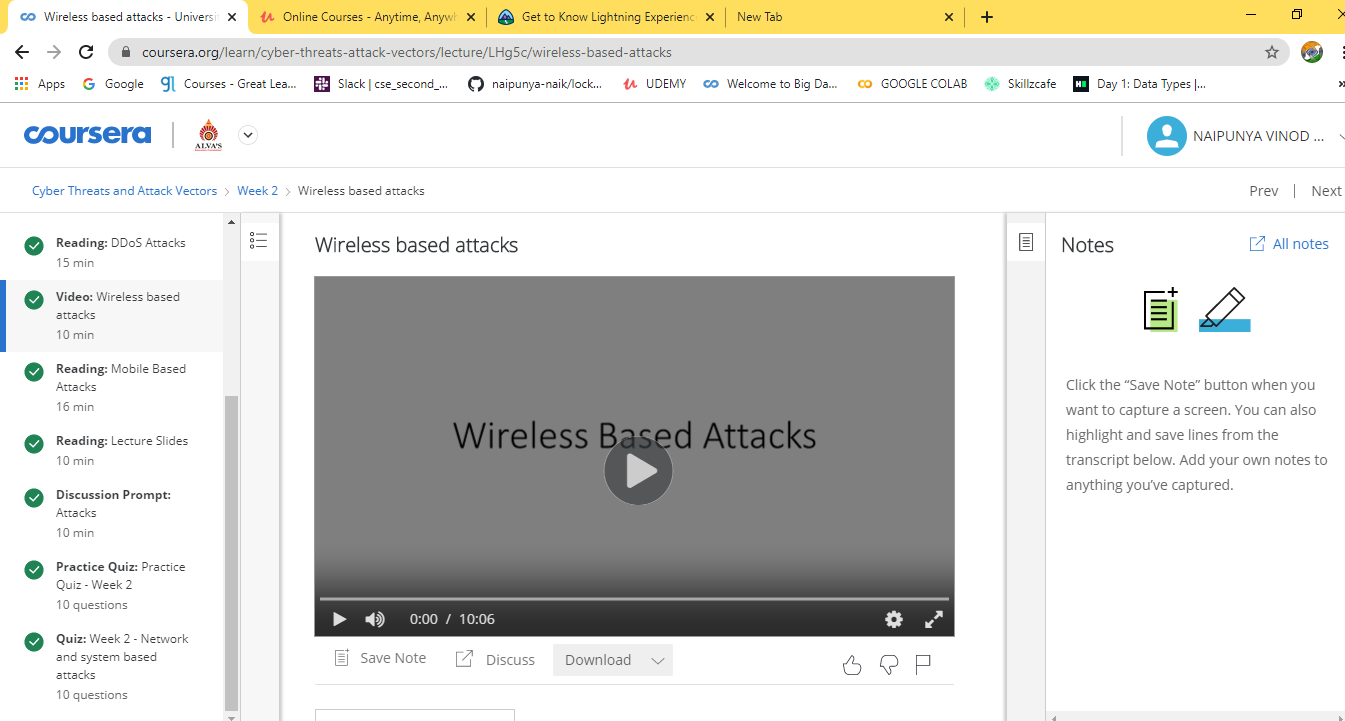 Wireless based attacks - Universi
Online Courses - Anytime, Anywh
Get to Know Lightning Experienc
New Tab
coursera.org/learn/cyber-threats-attack-vectors/lecture/LHg5c/wireless-based-attacks
Apps
Google
Courses - Great Lea...
Slack | cse_second_...
naipunya-naik/lock...
UDEMY
Welcome to Big Da...
GOOGLE COLAB
Skillzcafe
Day 1: Data Types |...
coursera
ALVA'S
NAIPUNYA VINOD ...
Cyber Threats and Attack Vectors > Week 2 > Wireless based attacks
Prev | Next
Reading: DDoS Attacks
15 min
Video: Wireless based
attacks
10 min
Reading: Mobile Based
Attacks
16 min
Reading: Lecture Slides
10 min
Discussion Prompt:
Attacks
10 min
Practice Quiz: Practice
Quiz - Week 2
10 questions
Quiz: Week 2 - Network
and system based
attacks
10 questions
Wireless based attacks
Wireless Based Attacks
0:00 / 10:06
Save Note
Discuss
Download
Notes
All notes
Click the “Save Note” button when you
want to capture a screen. You can also
highlight and save lines from the
transcript below. Add your own notes to
anything you’ve captured.